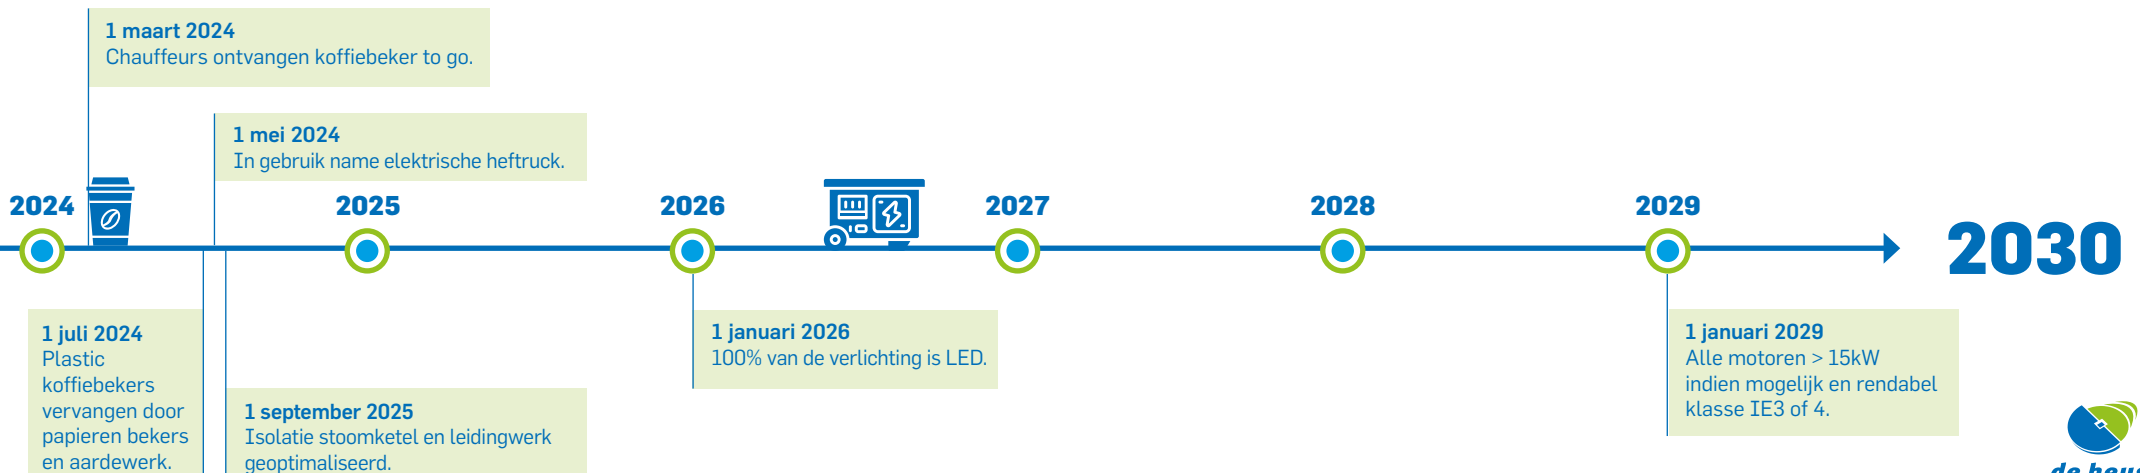 1 maart 2024
Chauffeurs ontvangen koffiebeker to go.
1 mei 2024
In gebruik name elektrische heftruck.
2024
2025
2026
2027
2028
2029
2030
1 juli 2024
Plastic
koffiebekers
vervangen door
papieren bekers
en aardewerk.
1 september 2025
Isolatie stoomketel en leidingwerk
geoptimaliseerd.
1 januari 2026
100% van de verlichting is LED.
1 januari 2029
Alle motoren > 15kW
indien mogelijk en rendabel
klasse IE3 of 4.